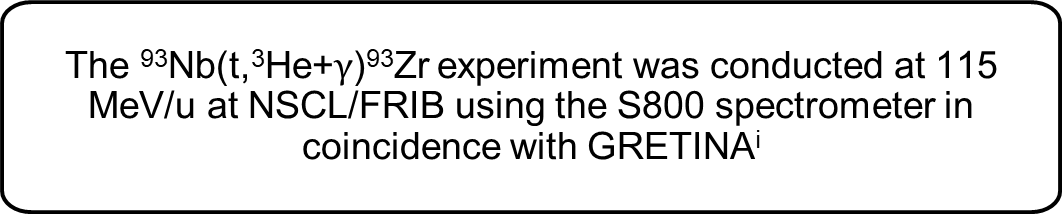 The ⁹³Nb(t,³He+γ)⁹³Zr experiment was conducted at 115
MeV/u at NSCL/FRIB using the S800 spectrometer in
coincidence with GRETINAⁱ